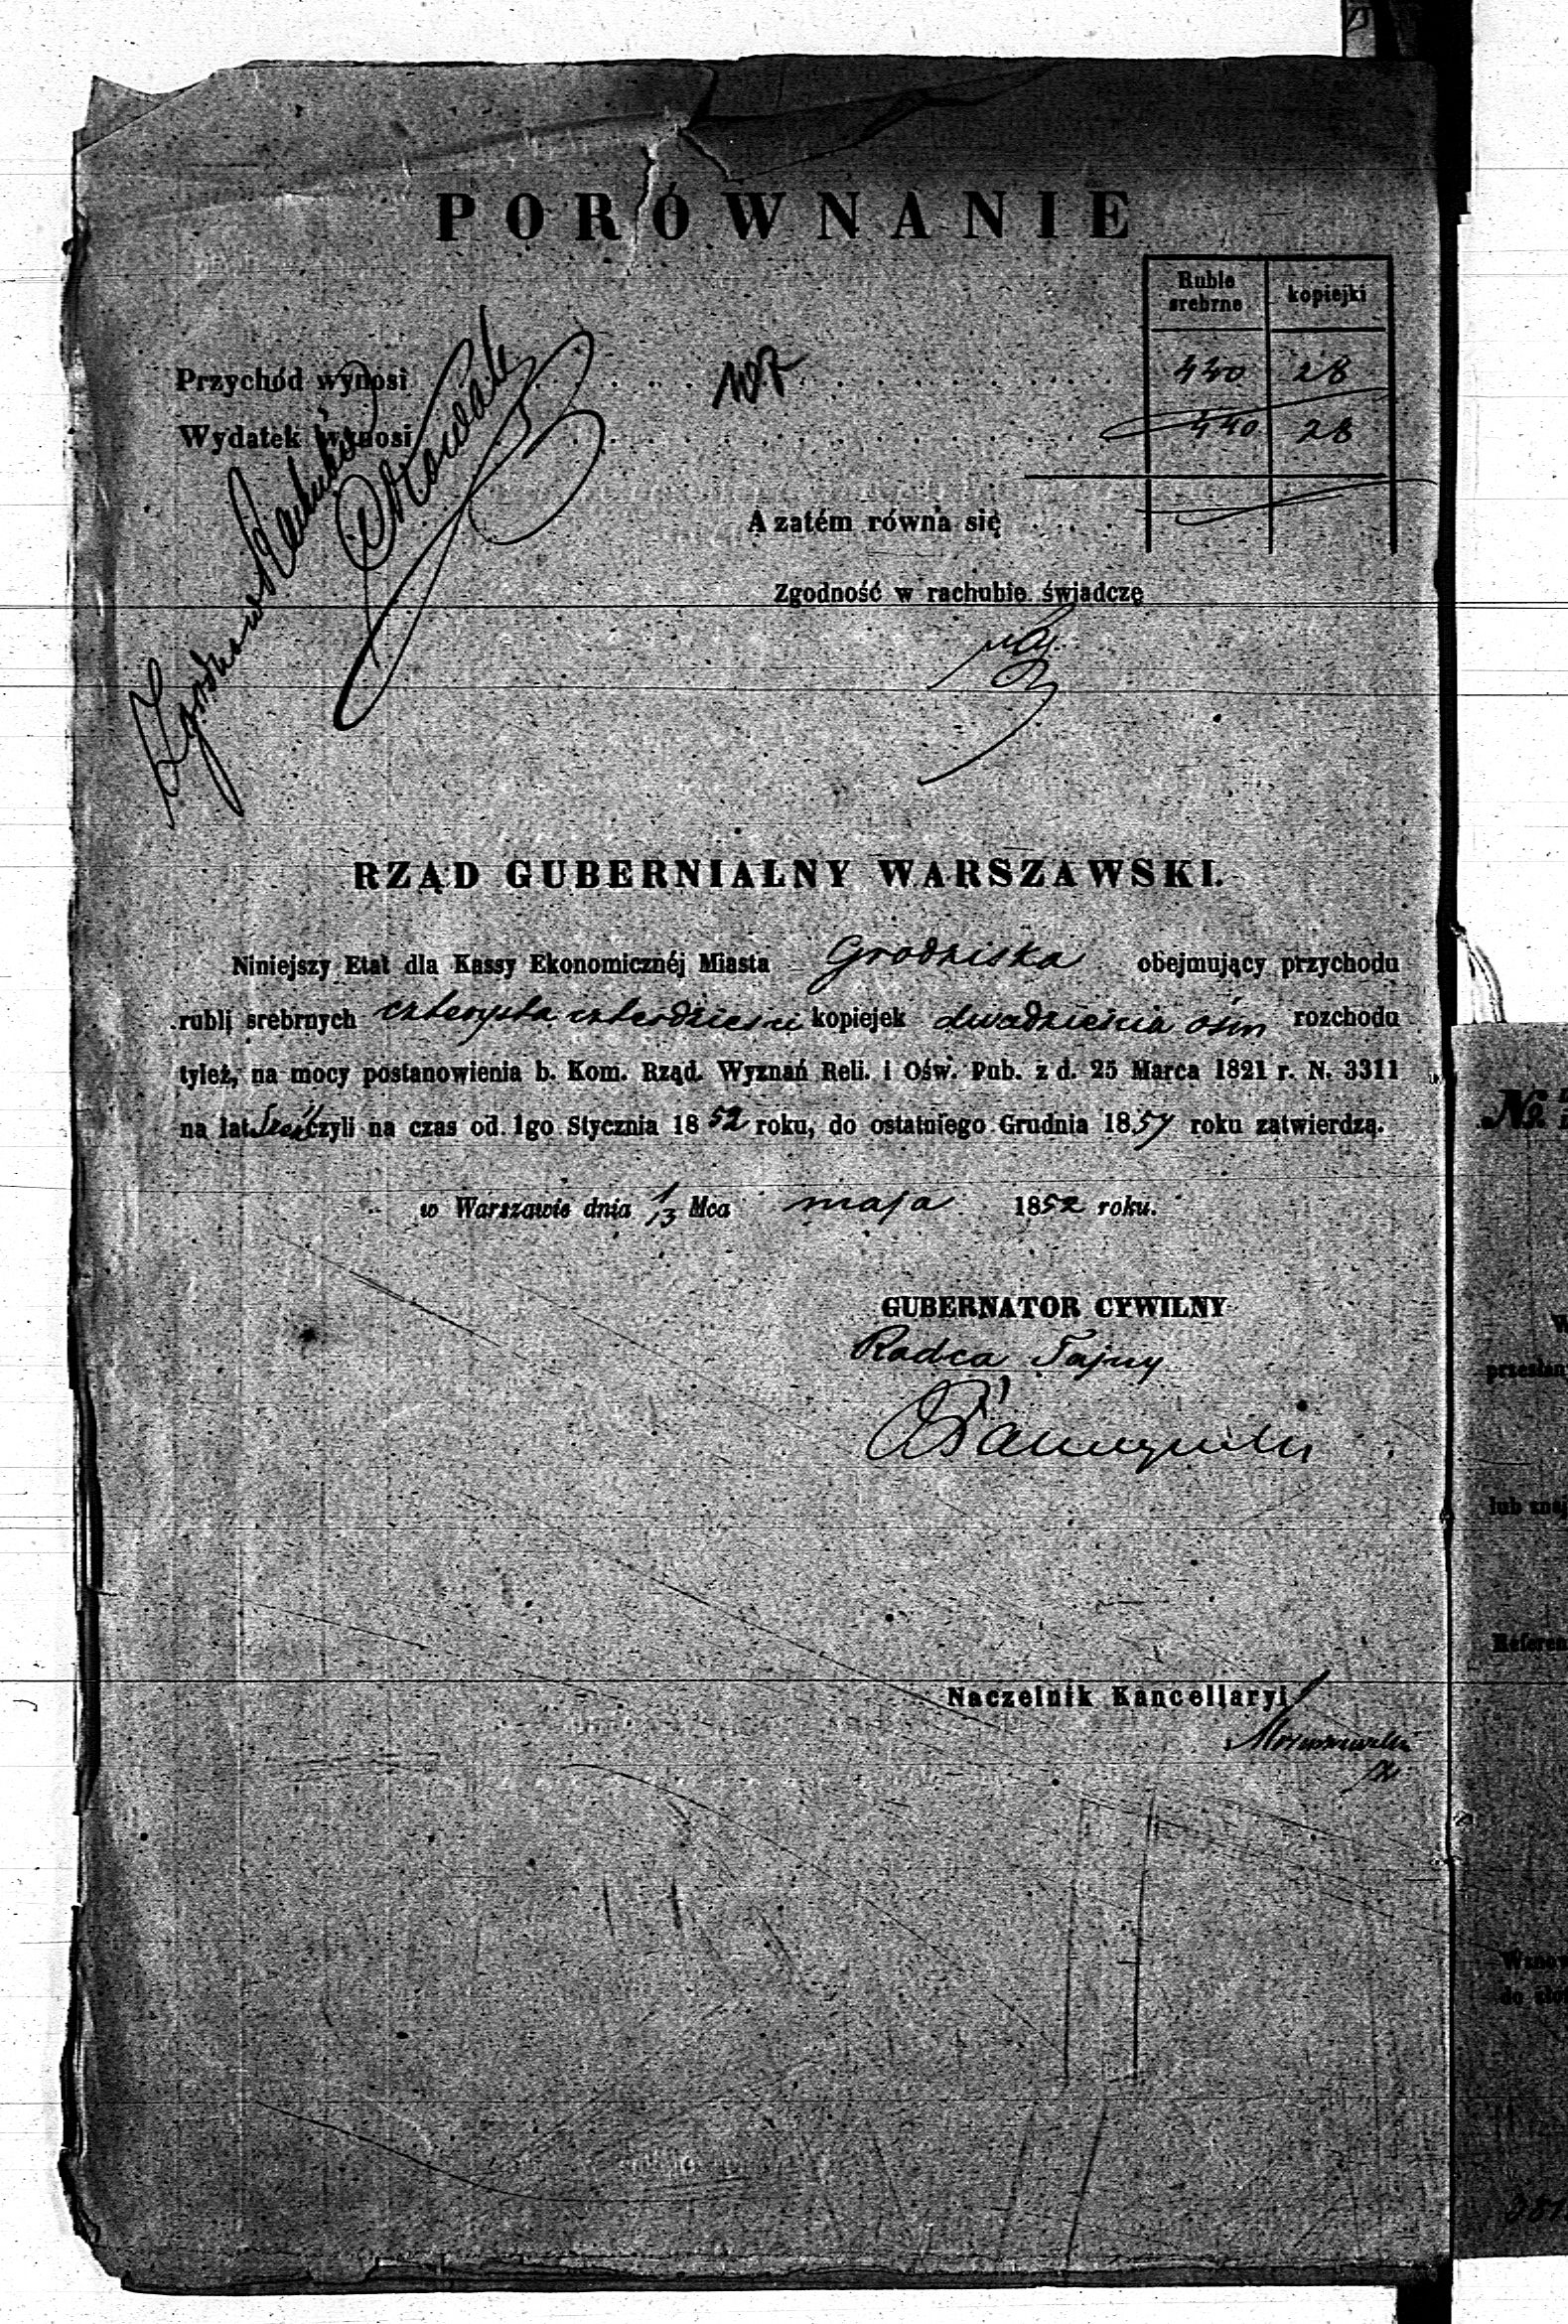 PORÓWNANIE
Ruble srebrne kopiejki
Przychód wynosi 440 28
Wydatek wynosi 440 28
A zatém równa się
Zgodność w rachubie świadczę
RZĄD GUBERNIALNY WARSZAWSKI.
Niniejszy Etat dla Kassy Ekonomicznéj Miasta Grodziska obejmujący przychodu
rubli srebrnych czterysta czterdzieści kopiejek dwadzieścia ośm rozchodu
tyleż, na mocy postanowienia b. Kom. Rząd. Wyznań Reli. i Ośw. Pub. z d. 25 Marca 1821 r. N. 3311
na lat sześć czyli na czas od 1go Stycznia 1852 roku, do ostatniego Grudnia 1857 roku zatwierdza.
w Warszawie dnia 1/13 Mca maja 1852 roku.
GUBERNATOR CYWILNY
Radca Tajny
Naczelnik Kancellaryi